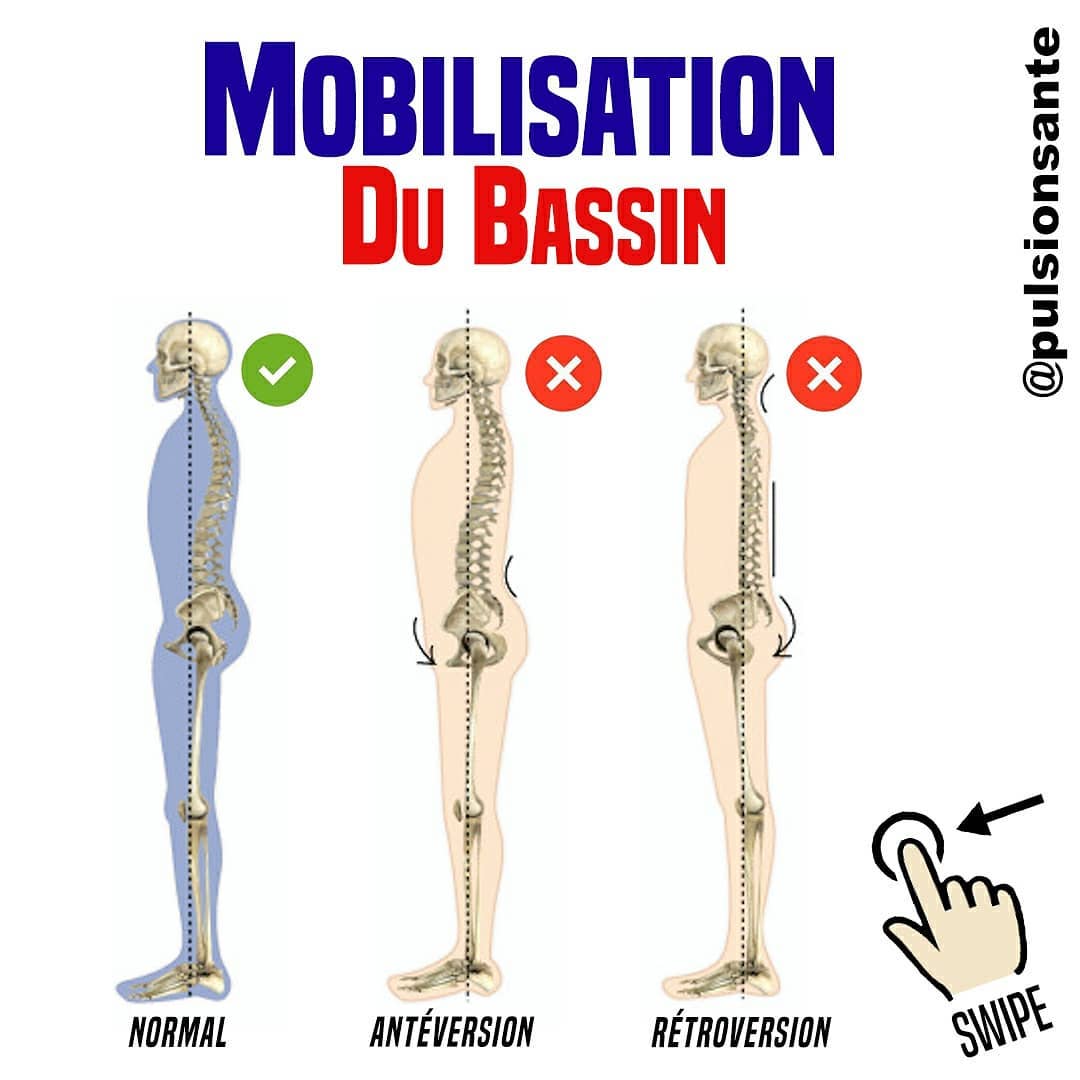 MOBILISATION
DU BASSIN
@pulsionsante
NORMAL
ANTÉVERSION
RÉTROVERSION
SWIPE